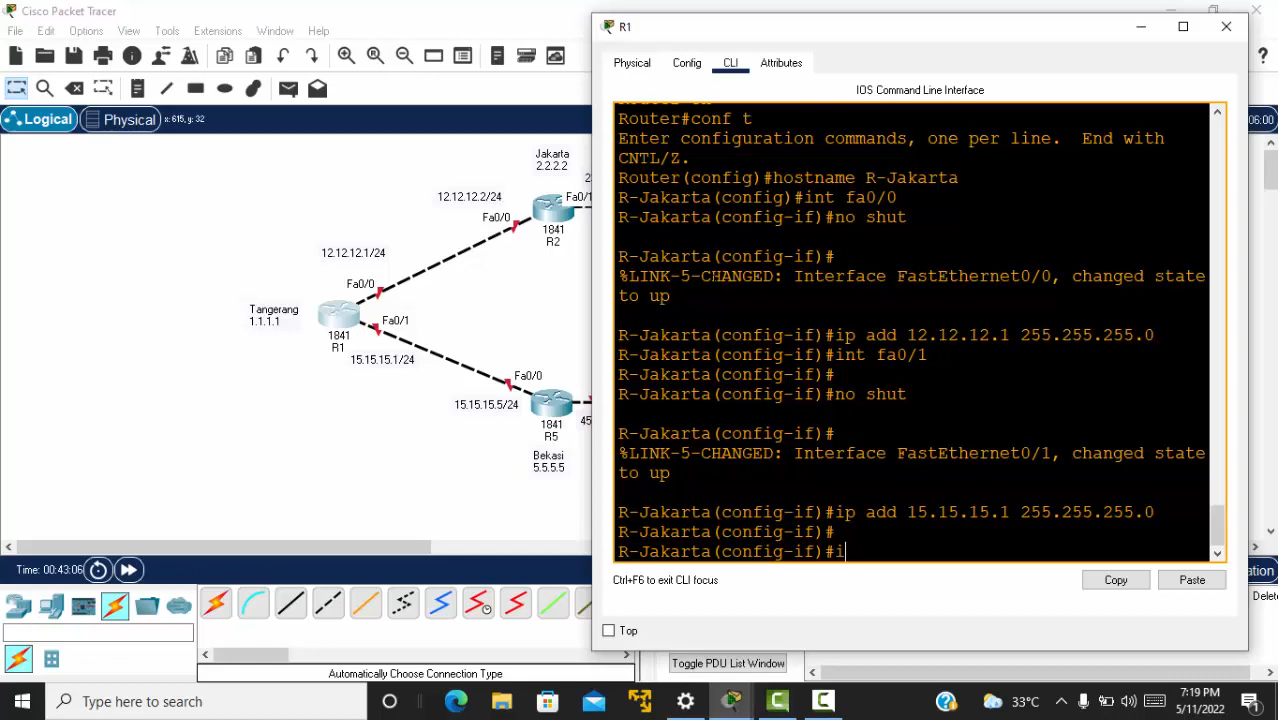 Cisco Packet Tracer
File Edit Options View Tools Extensions Window Help
Logical Physical x: 615, y: 32
06:00
Jakarta
2.2.2.2
12.12.12.2/24
Fa0/1
Fa0/0
1841
R2
12.12.12.1/24
Fa0/0
Tangerang
1.1.1.1
Fa0/1
1841
R1
15.15.15.1/24
Fa0/0
15.15.15.5/24
1841
R5
Bekasi
5.5.5.5
Time: 00:43:06
Automatically Choose Connection Type
R1
Physical Config CLI Attributes
IOS Command Line Interface
Router#conf t
Enter configuration commands, one per line. End with
CNTL/Z.
Router(config)#hostname R-Jakarta
R-Jakarta(config)#int fa0/0
R-Jakarta(config-if)#no shut
R-Jakarta(config-if)#
%LINK-5-CHANGED: Interface FastEthernet0/0, changed state
to up
R-Jakarta(config-if)#ip add 12.12.12.1 255.255.255.0
R-Jakarta(config-if)#int fa0/1
R-Jakarta(config-if)#
R-Jakarta(config-if)#no shut
R-Jakarta(config-if)#
%LINK-5-CHANGED: Interface FastEthernet0/1, changed state
to up
R-Jakarta(config-if)#ip add 15.15.15.1 255.255.255.0
R-Jakarta(config-if)#
R-Jakarta(config-if)#i
Ctrl+F6 to exit CLI focus
Copy Paste
Top
Toggle PDU List Window
Delete
Type here to search
33°C
7:19 PM
5/11/2022